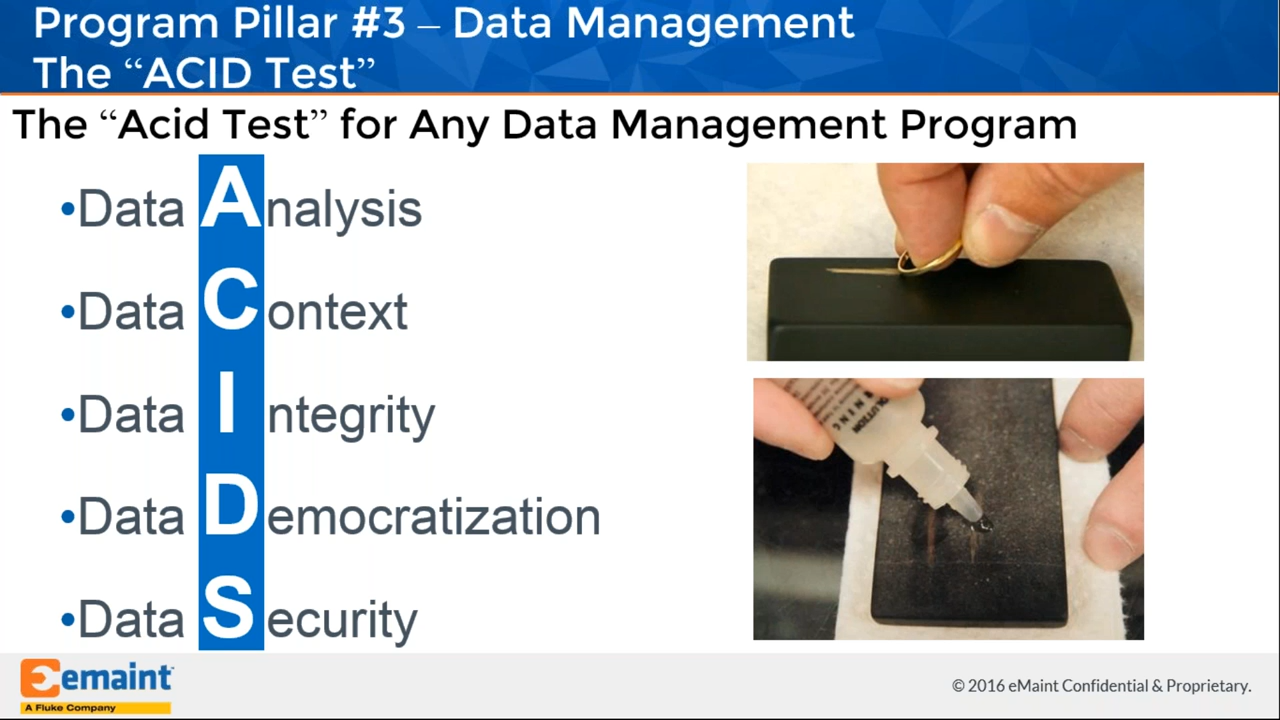 Program Pillar #3 – Data Management
The “ACID Test”
The “Acid Test” for Any Data Management Program
•Data Analysis
•Data Context
•Data Integrity
•Data Democratization
•Data Security
emaint™
A Fluke Company
© 2016 eMaint Confidential & Proprietary.